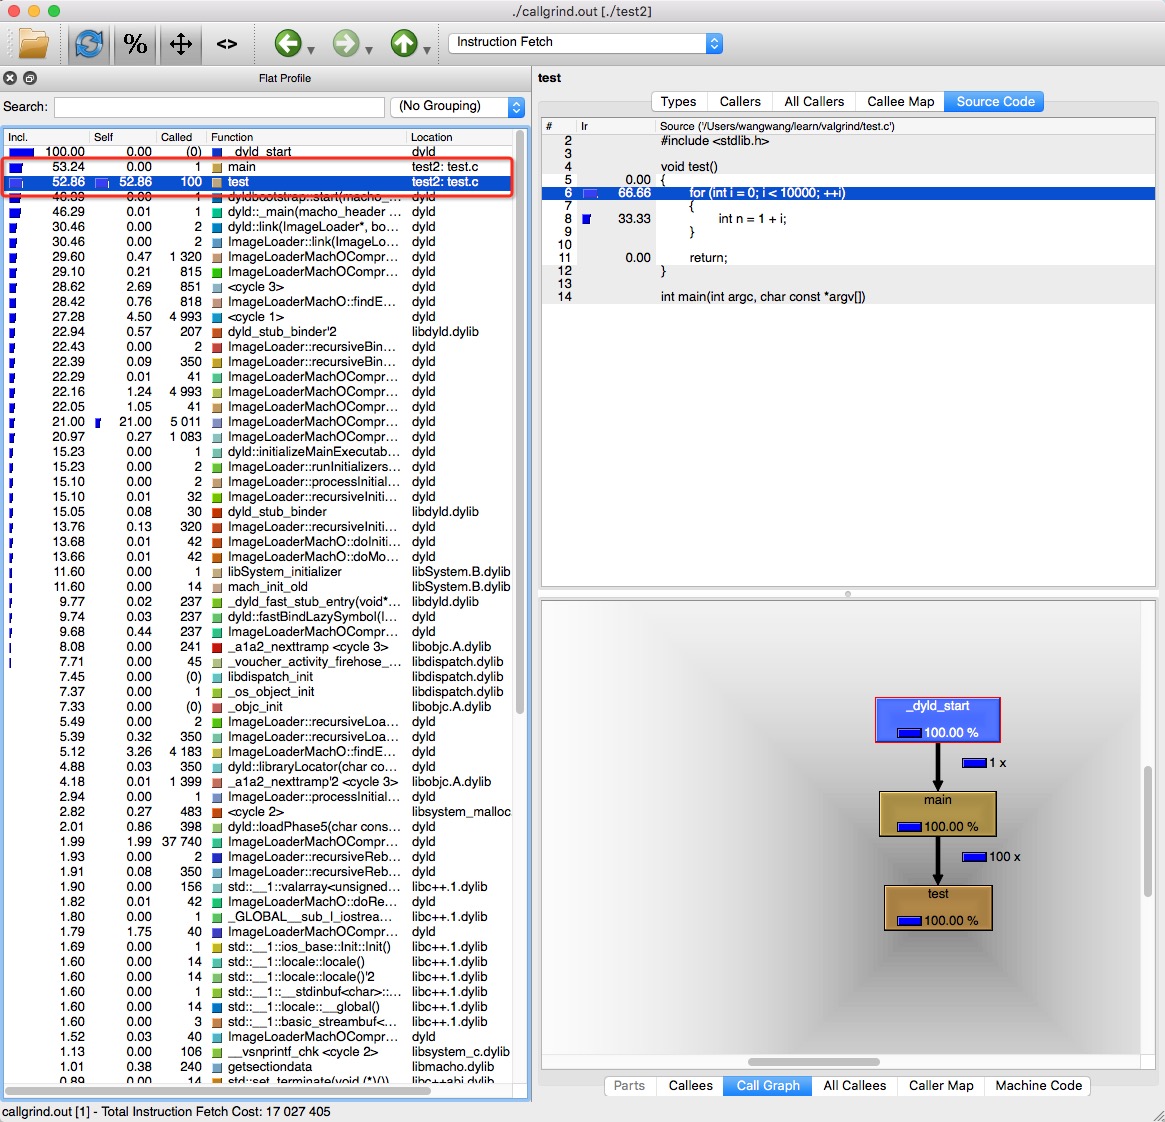 ./callgrind.out [./test2]
% <> Instruction Fetch
Flat Profile
Search: (No Grouping)
Incl. Self Called Function Location
100.00 0.00 (0) _dyld_start dyld
53.24 0.00 1 main test2: test.c
52.86 52.86 100 test test2: test.c
0.00 1 dyldbootstrap::start(macho_... dyld
46.29 0.01 1 dyld::_main(macho_header ... dyld
30.46 0.00 2 dyld::link(ImageLoader*, bo... dyld
30.46 0.00 2 ImageLoader::link(ImageLo... dyld
29.60 0.47 1 320 ImageLoaderMachOCompr... dyld
29.10 0.21 815 ImageLoaderMachOCompr... dyld
28.62 2.69 851 <cycle 3> dyld
28.42 0.76 818 ImageLoaderMachO::findE... dyld
27.28 4.50 4 993 <cycle 1> dyld
22.94 0.57 207 dyld_stub_binder'2 libdyld.dylib
22.43 0.00 2 ImageLoader::recursiveBin... dyld
22.39 0.09 350 ImageLoader::recursiveBin... dyld
22.29 0.01 41 ImageLoaderMachOCompr... dyld
22.16 1.24 4 993 ImageLoaderMachOCompr... dyld
22.05 1.05 41 ImageLoaderMachOCompr... dyld
21.00 21.00 5 011 ImageLoaderMachOCompr... dyld
20.97 0.27 1 083 ImageLoaderMachOCompr... dyld
15.23 0.00 1 dyld::initializeMainExecutab... dyld
15.23 0.00 2 ImageLoader::runInitializers... dyld
15.10 0.00 2 ImageLoader::processInitial... dyld
15.10 0.01 32 ImageLoader::recursiveIniti... dyld
15.05 0.08 30 dyld_stub_binder libdyld.dylib
13.76 0.13 320 ImageLoader::recursiveIniti... dyld
13.68 0.01 42 ImageLoaderMachO::doIniti... dyld
13.66 0.01 42 ImageLoaderMachO::doMo... dyld
11.60 0.00 1 libSystem_initializer libSystem.B.dylib
11.60 0.00 14 mach_init_old libSystem.B.dylib
9.77 0.02 237 _dyld_fast_stub_entry(void*... libdyld.dylib
9.74 0.03 237 dyld::fastBindLazySymbol(I... dyld
9.68 0.44 237 ImageLoaderMachOCompr... dyld
8.08 0.00 241 _a1a2_nexttramp <cycle 3> libobjc.A.dylib
7.71 0.00 45 _voucher_activity_firehose_... libdispatch.dylib
7.45 0.00 (0) libdispatch_init libdispatch.dylib
7.37 0.00 1 _os_object_init libdispatch.dylib
7.33 0.00 (0) _objc_init libobjc.A.dylib
5.49 0.00 2 ImageLoader::recursiveLoa... dyld
5.39 0.32 350 ImageLoader::recursiveLoa... dyld
5.12 3.26 4 183 ImageLoaderMachO::findE... dyld
4.88 0.03 350 dyld::libraryLocator(char co... dyld
4.18 0.01 1 399 _a1a2_nexttramp'2 <cycle 3> libobjc.A.dylib
2.94 0.00 1 ImageLoader::processInitial... dyld
2.82 0.27 483 <cycle 2> libsystem_malloc
2.01 0.86 398 dyld::loadPhase5(char cons... dyld
1.99 1.99 37 740 ImageLoaderMachOCompr... dyld
1.93 0.00 2 ImageLoader::recursiveReb... dyld
1.91 0.08 350 ImageLoader::recursiveReb... dyld
1.90 0.00 156 std::__1::valarray<unsigned... libc++.1.dylib
1.82 0.01 42 ImageLoaderMachO::doRe... dyld
1.80 0.00 1 _GLOBAL__sub_I_iostrea... libc++.1.dylib
1.79 1.75 40 ImageLoaderMachOCompr... dyld
1.69 0.00 1 std::__1::ios_base::Init::Init() libc++.1.dylib
1.60 0.00 14 std::__1::locale::locale() libc++.1.dylib
1.60 0.00 14 std::__1::locale::locale()'2 libc++.1.dylib
1.60 0.00 1 std::__1::__stdinbuf<char>::... libc++.1.dylib
1.60 0.00 14 std::__1::locale::__global() libc++.1.dylib
1.60 0.00 3 std::__1::basic_streambuf<... libc++.1.dylib
1.52 0.03 40 ImageLoaderMachOCompr... dyld
1.13 0.00 106 __vsnprintf_chk <cycle 2> libsystem_c.dylib
1.01 0.38 240 getsectiondata libmacho.dylib
0.89 0.00 14 std::set_terminate(void (*)()) libc++abi.dylib
callgrind.out [1] - Total Instruction Fetch Cost: 17 027 405
test
Types Callers All Callers Callee Map Source Code
# Ir Source ('/Users/wangwang/learn/valgrind/test.c')
2 #include <stdlib.h>
3
4 void test()
5 0.00 {
6 66.66 for (int i = 0; i < 10000; ++i)
7 {
8 33.33 int n = 1 + i;
9 }
10
11 0.00 return;
12 }
13
14 int main(int argc, char const *argv[])
_dyld_start
100.00 %
1 x
main
100.00 %
100 x
test
100.00 %
Parts Callees Call Graph All Callees Caller Map Machine Code